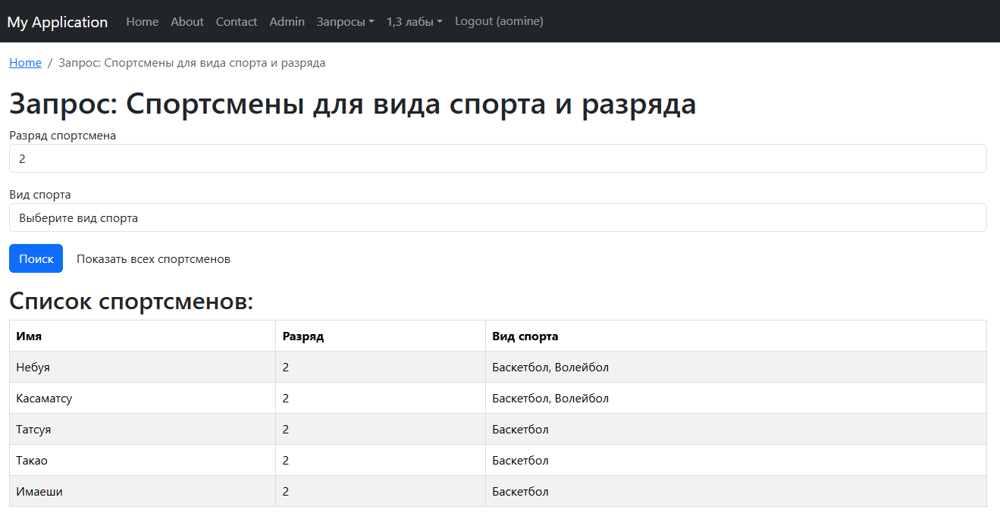 My Application Home About Contact Admin Запросы 1,3 лабы Logout (aomine)
Home / Запрос: Спортсмены для вида спорта и разряда
Запрос: Спортсмены для вида спорта и разряда
Разряд спортсмена
2
Вид спорта
Выберите вид спорта
Поиск Показать всех спортсменов
Список спортсменов:
Имя Разряд Вид спорта
Небуя 2 Баскетбол, Волейбол
Касаматсу 2 Баскетбол, Волейбол
Татсуя 2 Баскетбол
Такао 2 Баскетбол
Имаеши 2 Баскетбол